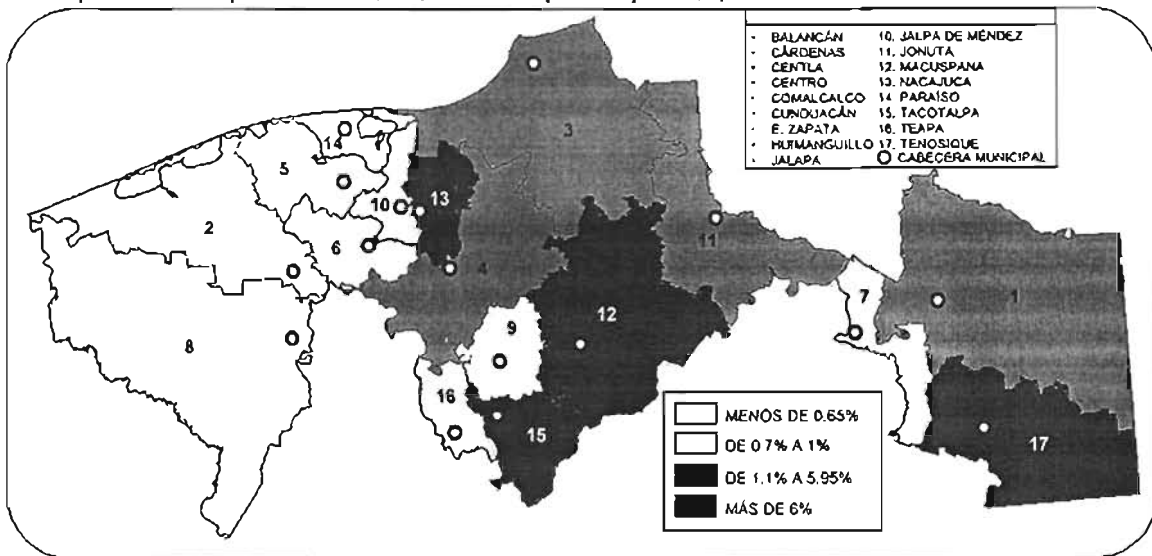 BALANCÁN 10. JALPA DE MÉNDEZ
CÁRDENAS 11. JONUTA
CENTLA 12. MACUSPANA
CENTRO 13. NACAJUCA
COMALCALCO 14 PARAÍSO
CUNDUACÁN 15. TACOTALPA
E. ZAPATA 16. TEAPA
HUIMANGUILLO 17. TENOSIQUE
JALAPA CABECERA MUNICIPAL
3
14
5
13
10
2
6
11
4
7
1
12
9
8
16
15
17
MENOS DE 0.65%
DE 0.7% A 1%
DE 1.1% A 5.95%
MÁS DE 6%